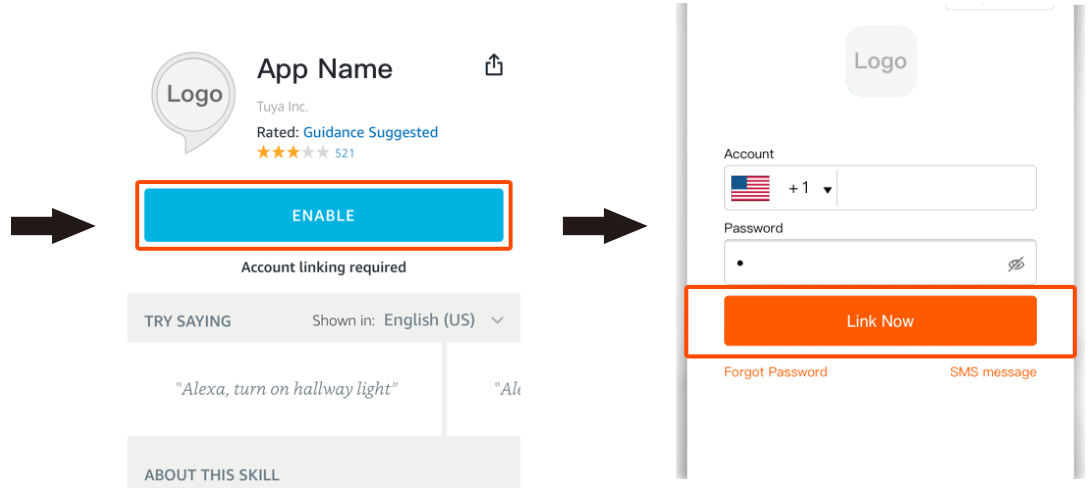 Logo
App Name
Tuya Inc.
Rated: Guidance Suggested
521
ENABLE
Account linking required
TRY SAYING
Shown in: English (US)
"Alexa, turn on hallway light"
"Ale
ABOUT THIS SKILL
Logo
Account
+1
Password
Link Now
Forgot Password
SMS message